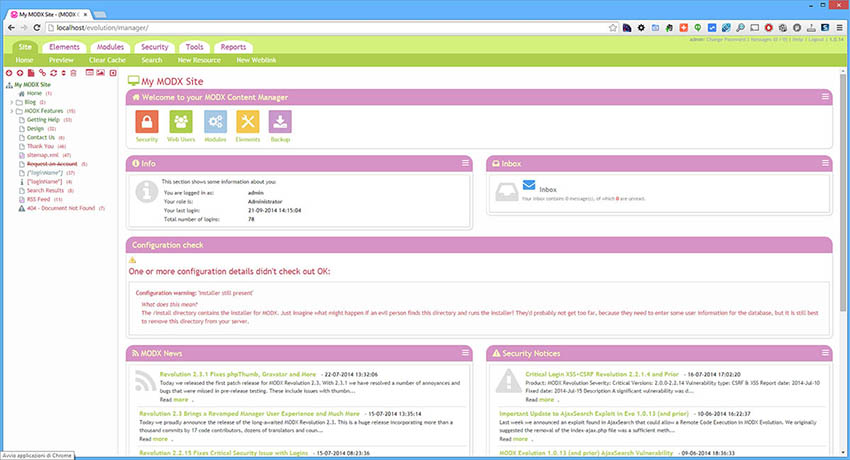 My MODX Site - (MODX C
localhost/evolution/manager/
admin Change Password | Messages (0 / 0) | Help | Logout | 1.0.14
Site Elements Modules Security Tools Reports
Home Preview Clear Cache Search New Resource New Weblink
My MODX Site
Home (1)
Blog (2)
MODX Features (15)
Getting Help (33)
Design (32)
Contact Us (6)
Thank You (46)
sitemap.xml (47)
Request an Account (5)
[*loginName*] (37)
[*loginName*] (8)
Search Results (8)
RSS Feed (11)
404 - Document Not Found! (7)
My MODX Site
Welcome to your MODX Content Manager
Security Web Users Modules Elements Backup
Info
This section shows some information about you:
You are logged in as: admin
Your role is: Administrator
Your last login: 21-09-2014 14:15:04
Total number of logins: 78
Inbox
Inbox
Your inbox contains 0 message(s), of which 0 are unread.
Configuration check
One or more configuration details didn't check out OK:
Configuration warning: 'Installer still present'
What does this mean?
The /install directory contains the installer for MODX. Just imagine what might happen if an evil person finds this directory and runs the installer! They'd probably not get too far, because they need to enter some user information for the database, but it is still best
to remove this directory from your server.
MODX News
Revolution 2.3.1 Fixes phpThumb, Gravator and More - 22-07-2014 13:32:06
Today we released the first patch release for MODX Revolution 2.3. With 2.3.1 we have resolved a number of annoyances and
bugs that were missed in pre-release testing. These include issues with thumbn...
Read more .
Revolution 2.3 Brings a Revamped Manager User Experience and Much More - 15-07-2014 13:35:14
Today we proudly announce the release of the long-awaited MODX Revolution 2.3. This is a huge release incorporating more than a
thousand commits by 17 code contributors, dozens of translators and coun...
Read more .
Revolution 2.2.15 Fixes Critical Security Issue with Logins - 15-07-2014 08:23:36
Security Notices
Critical Login XSS+CSRF Revolution 2.2.1.4 and Prior - 16-07-2014 17:02:20
Product: MODX Revolution Severity: Critical Versions: 2.0.0-2.2.14 Vulnerability type: CSRF & XSS Report date: 2014-Jul-10
Fixed date: 2014-Jul-15 Description A significant vulnerability was d...
Read more .
Important Update to AjaxSearch Exploit in Evo 1.0.13 (and prior) - 10-06-2014 16:22:37
Last week we announced an exploit found in AjaxSearch that could allow a Remote Code Execution in MODX Evolution. We originally
suggested the removal of the index-ajax.php file was a sufficient meth...
Read more .
MODX Evolution 1.0.13 (and prior) AjaxSearch Vulnerability - 09-06-2014 18:36:33
Avvio applicazioni di Chrome